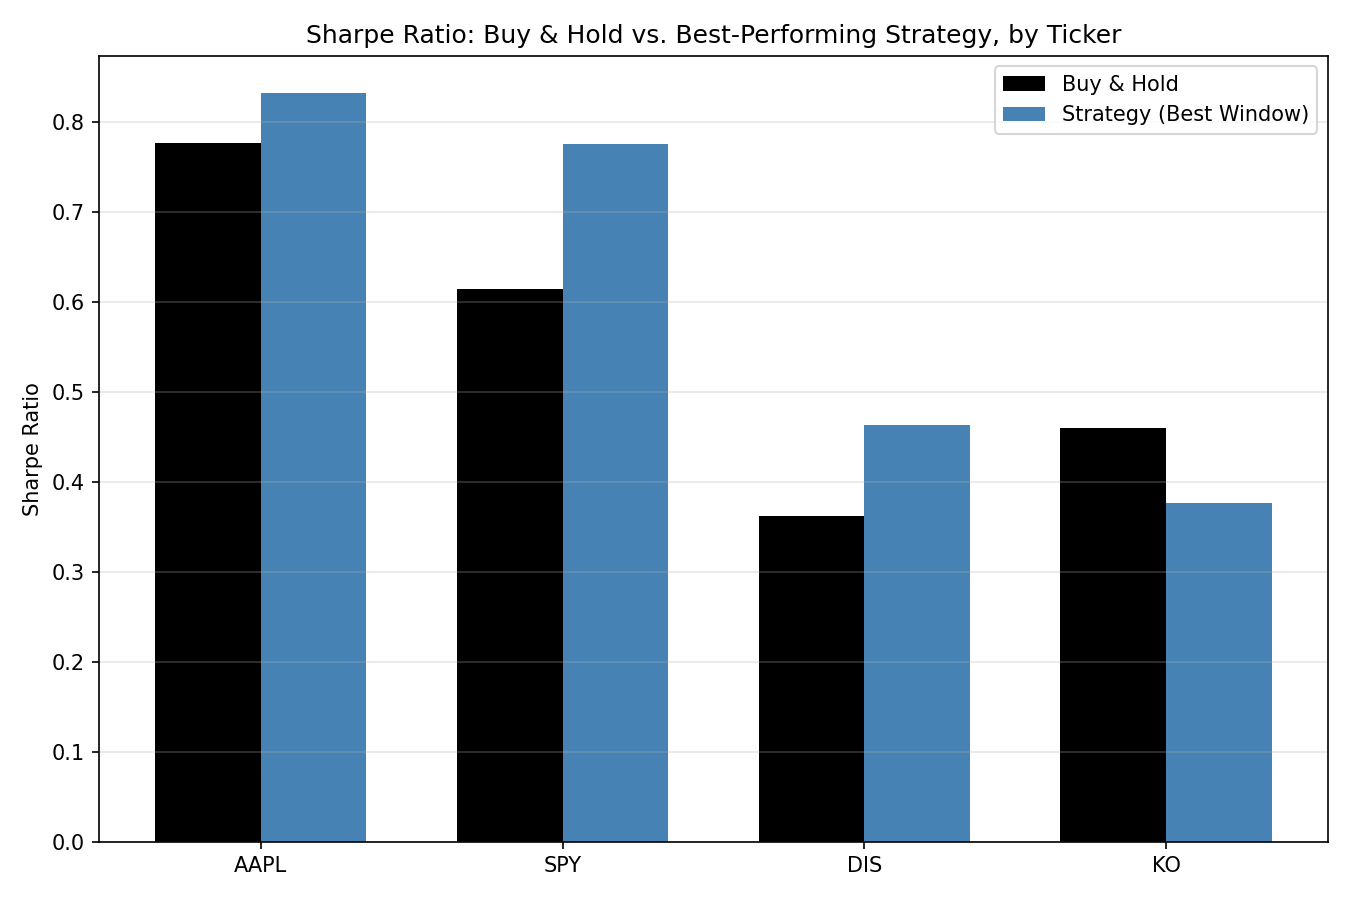 Sharpe Ratio: Buy & Hold vs. Best-Performing Strategy, by Ticker
Buy & Hold
Strategy (Best Window)
Sharpe Ratio
0.8
0.7
0.6
0.5
0.4
0.3
0.2
0.1
0.0
AAPL SPY DIS KO